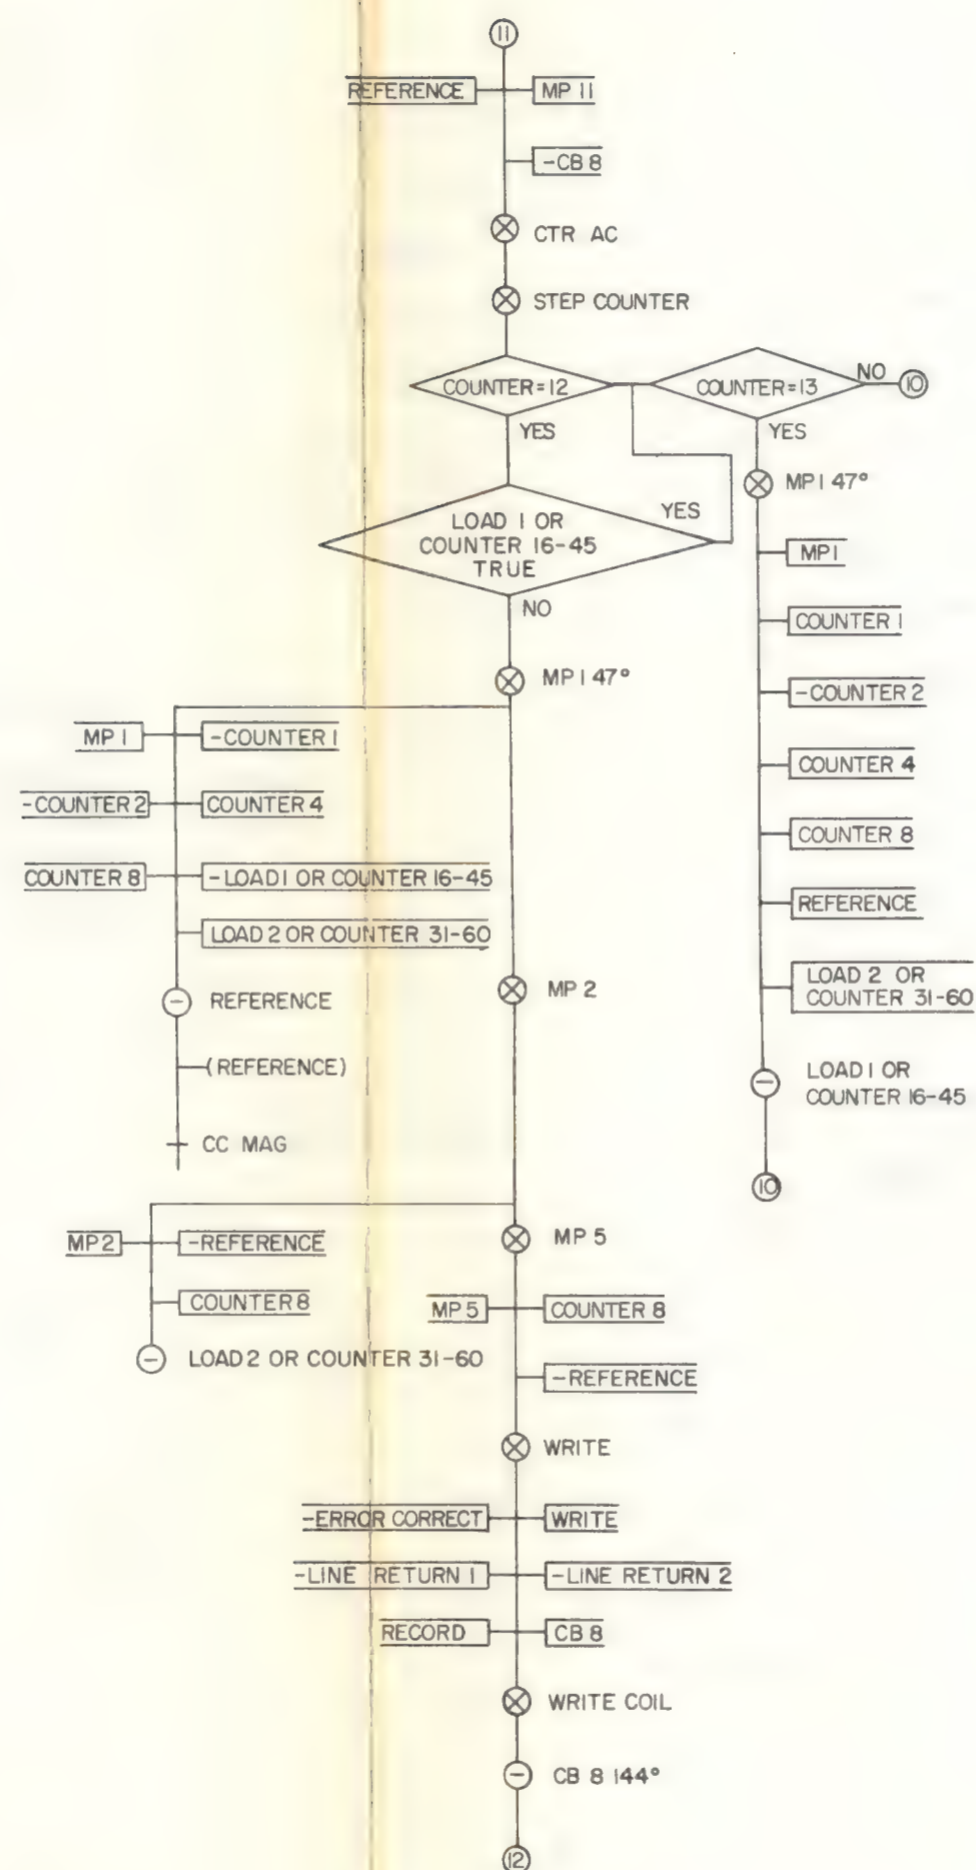 11
REFERENCE MP 11
-CB 8
CTR AC
STEP COUNTER
COUNTER=12 COUNTER=13 NO 10
YES YES
MP 1 47°
LOAD 1 OR YES
COUNTER 16-45
TRUE
MP 1
NO
COUNTER 1
MP 1 47°
-COUNTER 2
MP 1 -COUNTER 1
COUNTER 4
-COUNTER 2 COUNTER 4
COUNTER 8
COUNTER 8 -LOAD 1 OR COUNTER 16-45
REFERENCE
LOAD 2 OR COUNTER 31-60
LOAD 2 OR
COUNTER 31-60
MP 2
REFERENCE
(REFERENCE)
LOAD 1 OR
COUNTER 16-45
CC MAG
10
MP 2 -REFERENCE
MP 5
COUNTER 8
MP 5 COUNTER 8
LOAD 2 OR COUNTER 31-60
-REFERENCE
WRITE
-ERROR CORRECT WRITE
-LINE RETURN 1 -LINE RETURN 2
RECORD CB 8
WRITE COIL
CB 8 144°
12